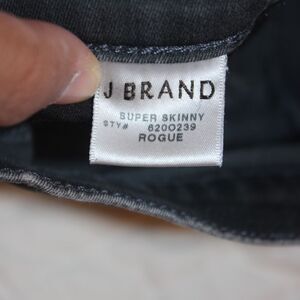 J BRAND
SUPER SKINNY
STY# 6200239
ROGUE